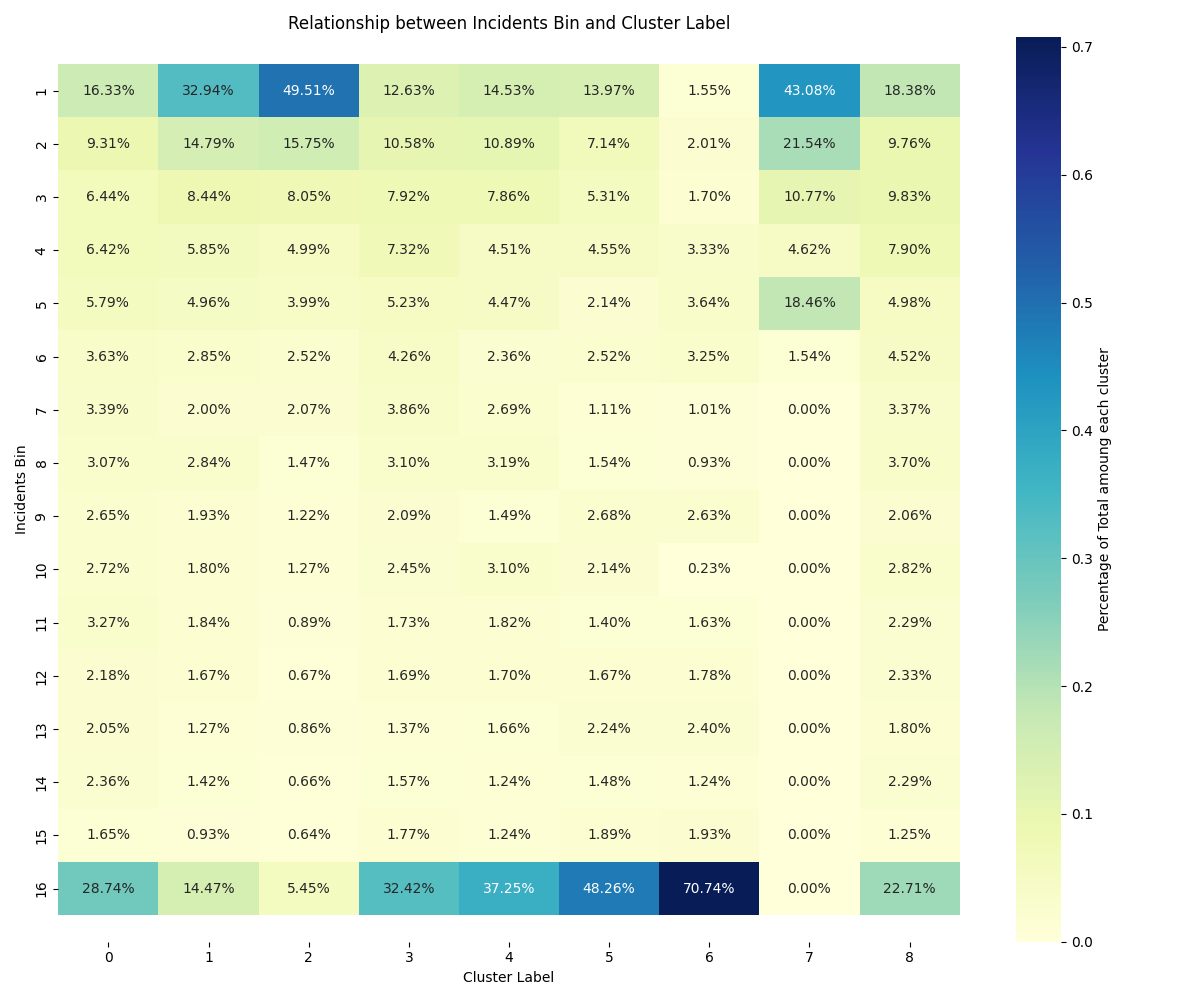 Relationship between Incidents Bin and Cluster Label
1 16.33% 32.94% 49.51% 12.63% 14.53% 13.97% 1.55% 43.08% 18.38%
2 9.31% 14.79% 15.75% 10.58% 10.89% 7.14% 2.01% 21.54% 9.76%
3 6.44% 8.44% 8.05% 7.92% 7.86% 5.31% 1.70% 10.77% 9.83%
4 6.42% 5.85% 4.99% 7.32% 4.51% 4.55% 3.33% 4.62% 7.90%
5 5.79% 4.96% 3.99% 5.23% 4.47% 2.14% 3.64% 18.46% 4.98%
6 3.63% 2.85% 2.52% 4.26% 2.36% 2.52% 3.25% 1.54% 4.52%
7 3.39% 2.00% 2.07% 3.86% 2.69% 1.11% 1.01% 0.00% 3.37%
8 3.07% 2.84% 1.47% 3.10% 3.19% 1.54% 0.93% 0.00% 3.70%
9 2.65% 1.93% 1.22% 2.09% 1.49% 2.68% 2.63% 0.00% 2.06%
10 2.72% 1.80% 1.27% 2.45% 3.10% 2.14% 0.23% 0.00% 2.82%
11 3.27% 1.84% 0.89% 1.73% 1.82% 1.40% 1.63% 0.00% 2.29%
12 2.18% 1.67% 0.67% 1.69% 1.70% 1.67% 1.78% 0.00% 2.33%
13 2.05% 1.27% 0.86% 1.37% 1.66% 2.24% 2.40% 0.00% 1.80%
14 2.36% 1.42% 0.66% 1.57% 1.24% 1.48% 1.24% 0.00% 2.29%
15 1.65% 0.93% 0.64% 1.77% 1.24% 1.89% 1.93% 0.00% 1.25%
16 28.74% 14.47% 5.45% 32.42% 37.25% 48.26% 70.74% 0.00% 22.71%
0 1 2 3 4 5 6 7 8
Cluster Label
Incidents Bin
0.7
0.6
0.5
0.4
0.3
0.2
0.1
0.0
Percentage of Total amoung each cluster